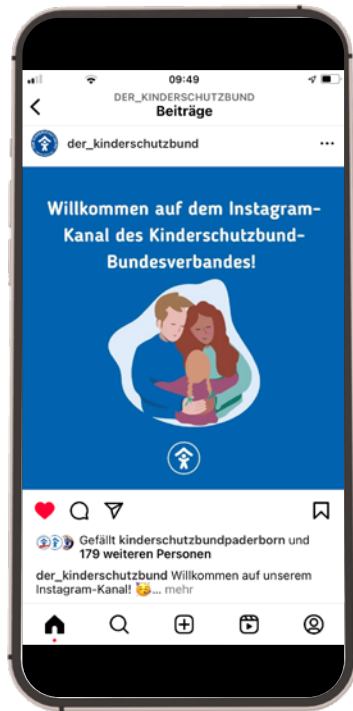 09:49
DER_KINDERSCHUTZBUND
Beiträge
der_kinderschutzbund
Willkommen auf dem Instagram-
Kanal des Kinderschutzbund-
Bundesverbandes!
Gefällt kinderschutzbundpaderborn und
179 weiteren Personen
der_kinderschutzbund Willkommen auf unserem
Instagram-Kanal! 🥳... mehr